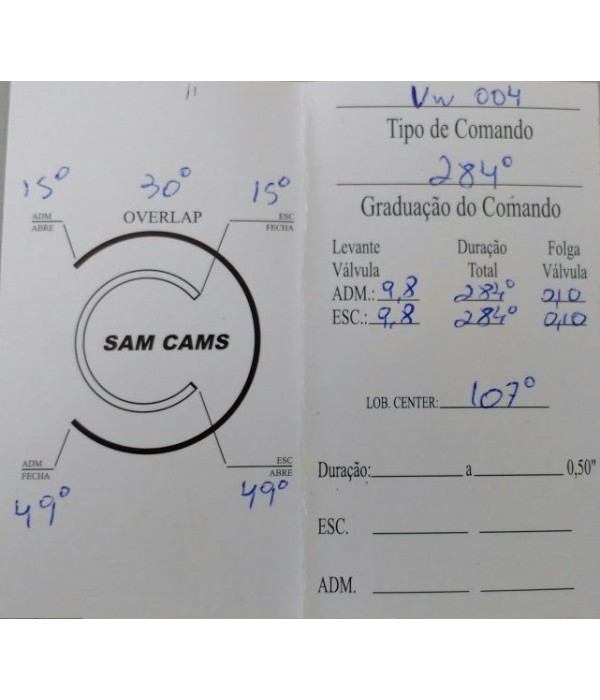 15° 30° 15°
ADM
ABRE
OVERLAP
ESC
FECHA
SAM CAMS
ADM
FECHA
ESC
ABRE
49° 49°
VW 004
Tipo de Comando
284°
Graduação do Comando
Levante Duração Folga
Válvula Total Válvula
ADM.: 9,8 284° 0,10
ESC.: 9,8 284° 0,10
LOB. CENTER: 107°
Duração: a 0,50"
ESC.
ADM.